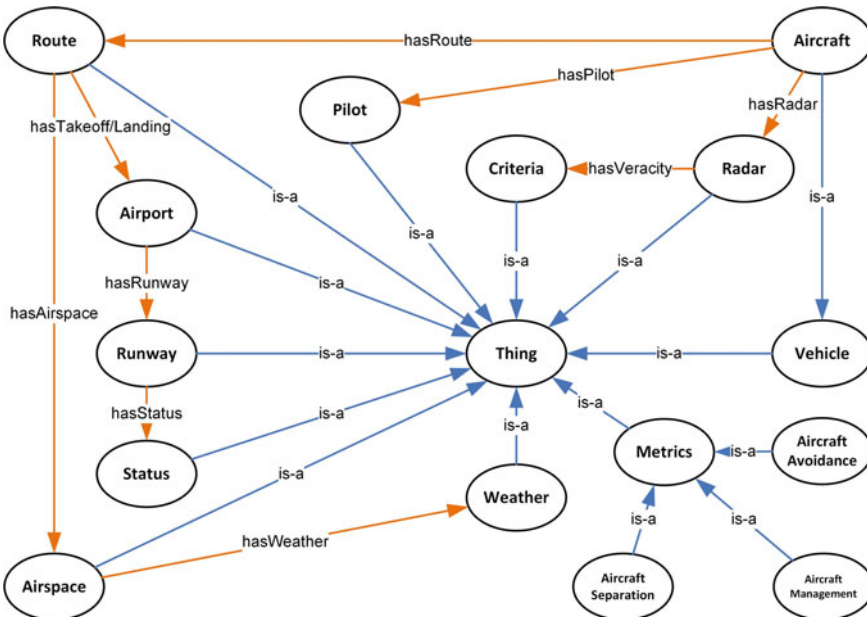 Route
hasRoute
Aircraft
hasPilot
Pilot
hasRadar
hasTakeoff/Landing
Criteria
hasVeracity
Radar
Airport
is-a
is-a
is-a
is-a
is-a
is-a
hasRunway
hasAirspace
Runway
is-a
Thing
is-a
Vehicle
hasStatus
is-a
is-a
is-a
Status
is-a
Metrics
is-a
Aircraft
Avoidance
Weather
is-a
is-a
hasWeather
Airspace
Aircraft
Separation
Aircraft
Management